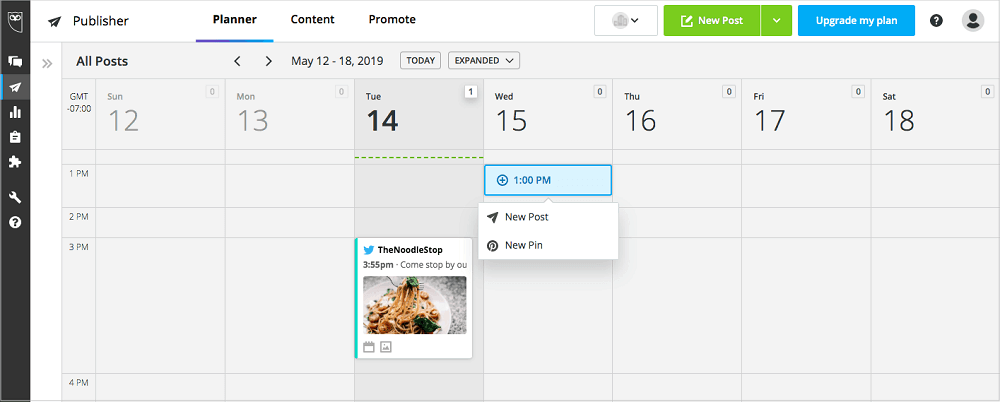 Publisher
Planner
Content
Promote
New Post
Upgrade my plan
All Posts
May 12 - 18, 2019
TODAY
EXPANDED
GMT
-07:00
Sun
0
12
Mon
0
13
Tue
1
14
Wed
0
15
Thu
0
16
Fri
0
17
Sat
0
18
1 PM
1:00 PM
New Post
New Pin
2 PM
3 PM
TheNoodleStop
3:55pm · Come stop by ou
4 PM